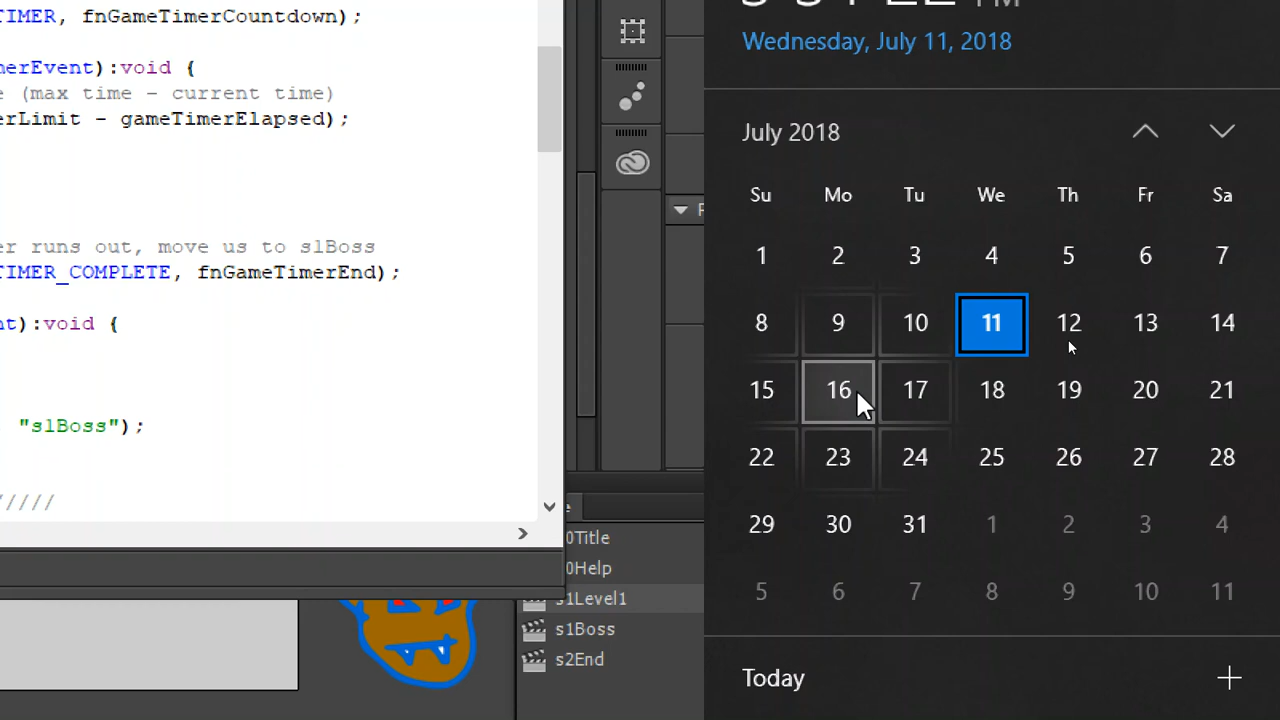 TIMER, fnGameTimerCountdown);
merEvent):void {
e (max time - current time)
erLimit - gameTimerElapsed);
er runs out, move us to s1Boss
TIMER_COMPLETE, fnGameTimerEnd);
nt):void {
"s1Boss");
/////
0Title
0Help
s1Level1
s1Boss
s2End
PM
Wednesday, July 11, 2018
July 2018
Su Mo Tu We Th Fr Sa
1 2 3 4 5 6 7
8 9 10 11 12 13 14
15 16 17 18 19 20 21
22 23 24 25 26 27 28
29 30 31 1 2 3 4
5 6 7 8 9 10 11
Today